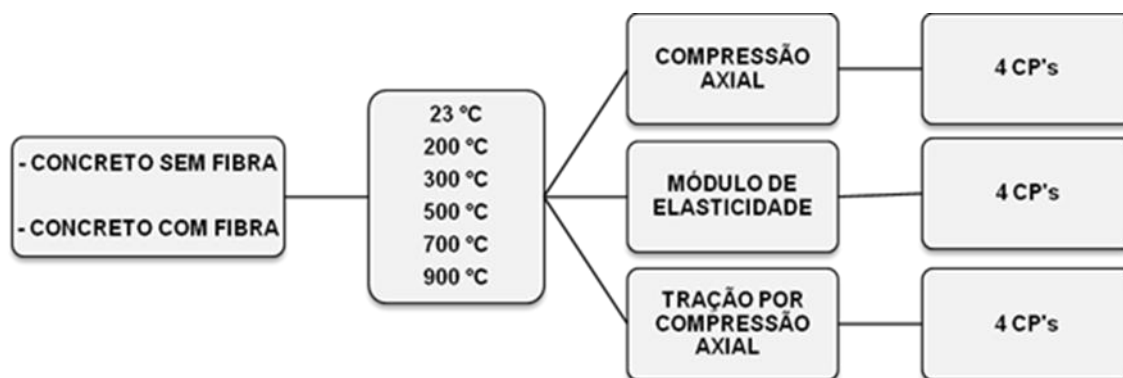 - CONCRETO SEM FIBRA
- CONCRETO COM FIBRA
23 ºC
200 ºC
300 ºC
500 ºC
700 ºC
900 ºC
COMPRESSÃO
AXIAL
4 CP's
MÓDULO DE
ELASTICIDADE
4 CP's
TRAÇÃO POR
COMPRESSÃO
AXIAL
4 CP's